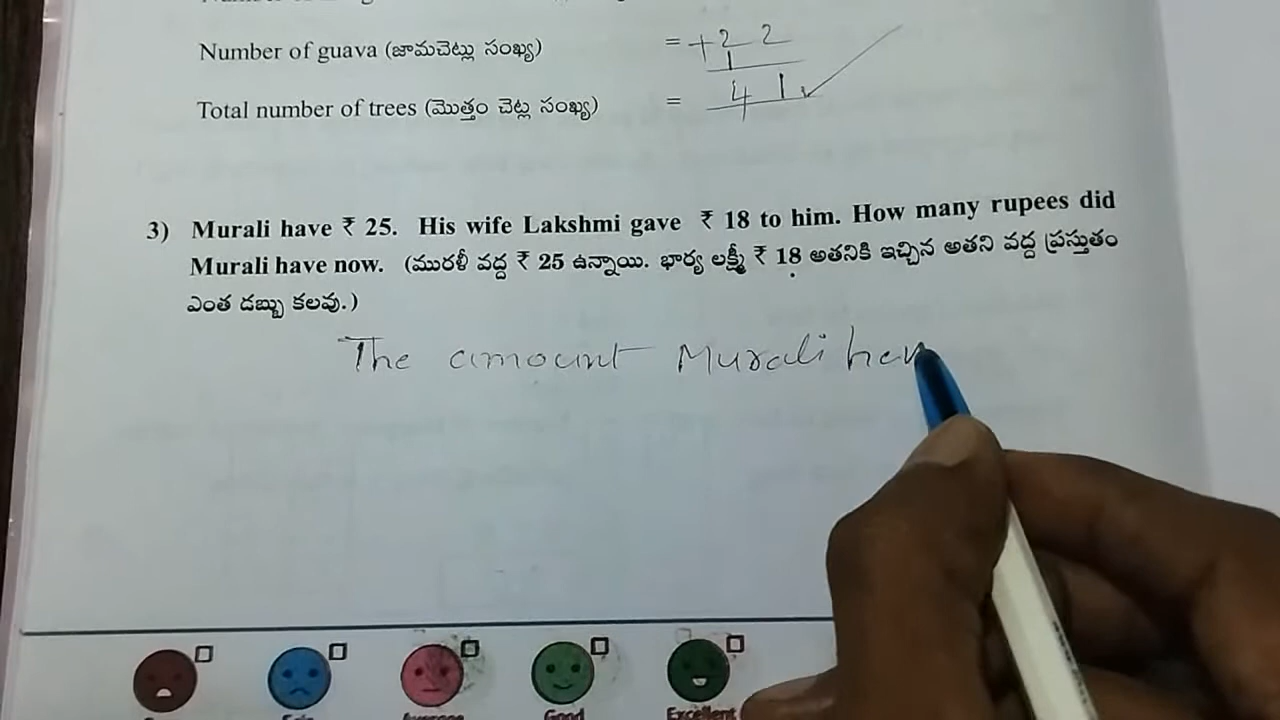 Number of guava (జామచెట్లు సంఖ్య) = +2 2
1
Total number of trees (మొత్తం చెట్ల సంఖ్య) = 4 1
3) Murali have ₹ 25. His wife Lakshmi gave ₹ 18 to him. How many rupees did
Murali have now. (మురళీ వద్ద ₹ 25 ఉన్నాయి. భార్య లక్ష్మీ ₹ 18 అతనికి ఇచ్చిన అతని వద్ద ప్రస్తుతం
ఎంత డబ్బు కలవు.)
The amount Murali
Good Excellent